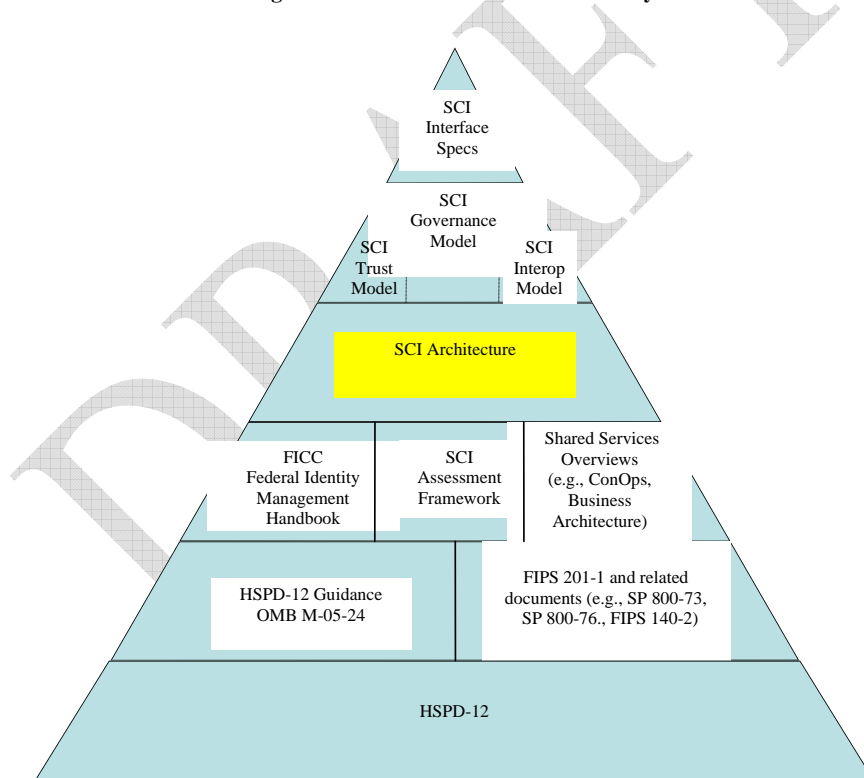 SCI
Interface
Specs
SCI
Governance
Model
SCI
Trust
Model
SCI
Interop
Model
SCI Architecture
FICC
Federal Identity
Management
Handbook
SCI
Assessment
Framework
Shared Services
Overviews
(e.g., ConOps,
Business
Architecture)
HSPD-12 Guidance
OMB M-05-24
FIPS 201-1 and related
documents (e.g., SP 800-73,
SP 800-76., FIPS 140-2)
HSPD-12
DRAFT